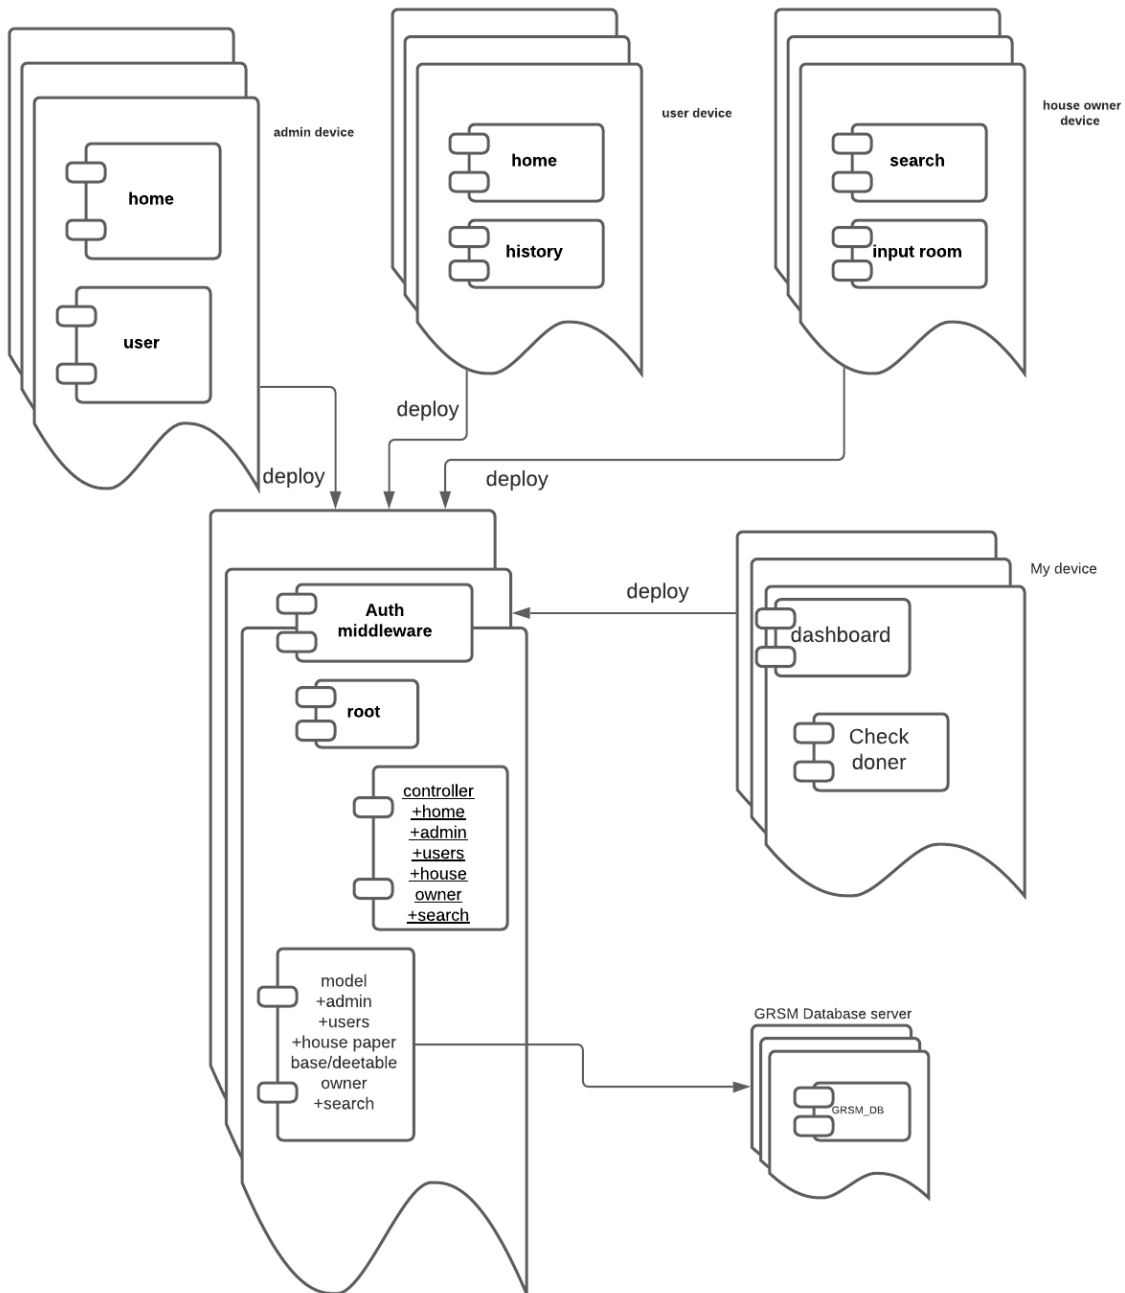 admin device
user device
house owner
device
home
user
home
history
search
input room
deploy
deploy
deploy
deploy
My device
Auth
middleware
root
controller
+home
+admin
+users
+house
owner
+search
dashboard
Check
doner
model
+admin
+users
+house paper
base/deetable
owner
+search
GRSM Database server
GRSM_DB